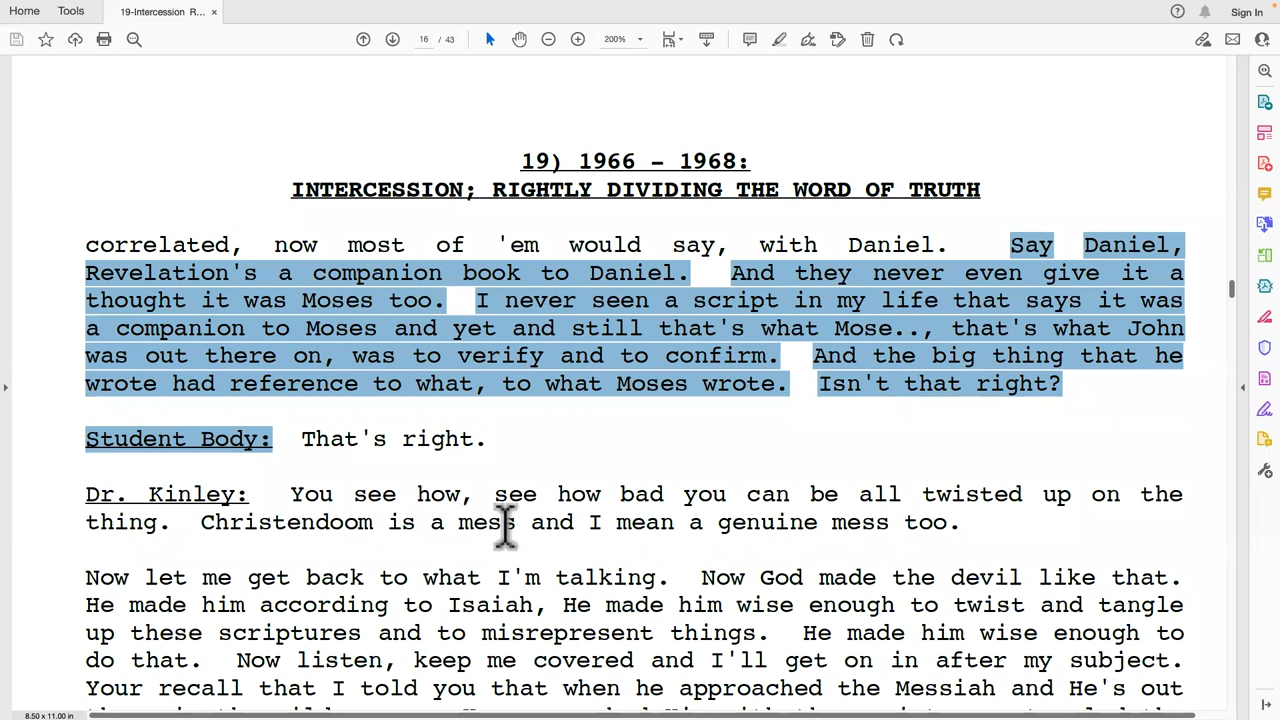 Home Tools 19-Intercession R... × Sign In
16 / 43 200%
19) 1966 – 1968:
INTERCESSION; RIGHTLY DIVIDING THE WORD OF TRUTH
correlated, now most of 'em would say, with Daniel. Say Daniel,
Revelation's a companion book to Daniel. And they never even give it a
thought it was Moses too. I never seen a script in my life that says it was
a companion to Moses and yet and still that's what Mose.., that's what John
was out there on, was to verify and to confirm. And the big thing that he
wrote had reference to what, to what Moses wrote. Isn't that right?
Student Body: That's right.
Dr. Kinley: You see how, see how bad you can be all twisted up on the
thing. Christendoom is a mess and I mean a genuine mess too.
Now let me get back to what I'm talking. Now God made the devil like that.
He made him according to Isaiah, He made him wise enough to twist and tangle
up these scriptures and to misrepresent things. He made him wise enough to
do that. Now listen, keep me covered and I'll get on in after my subject.
Your recall that I told you that when he approached the Messiah and He's out
8.50 x 11.00 in